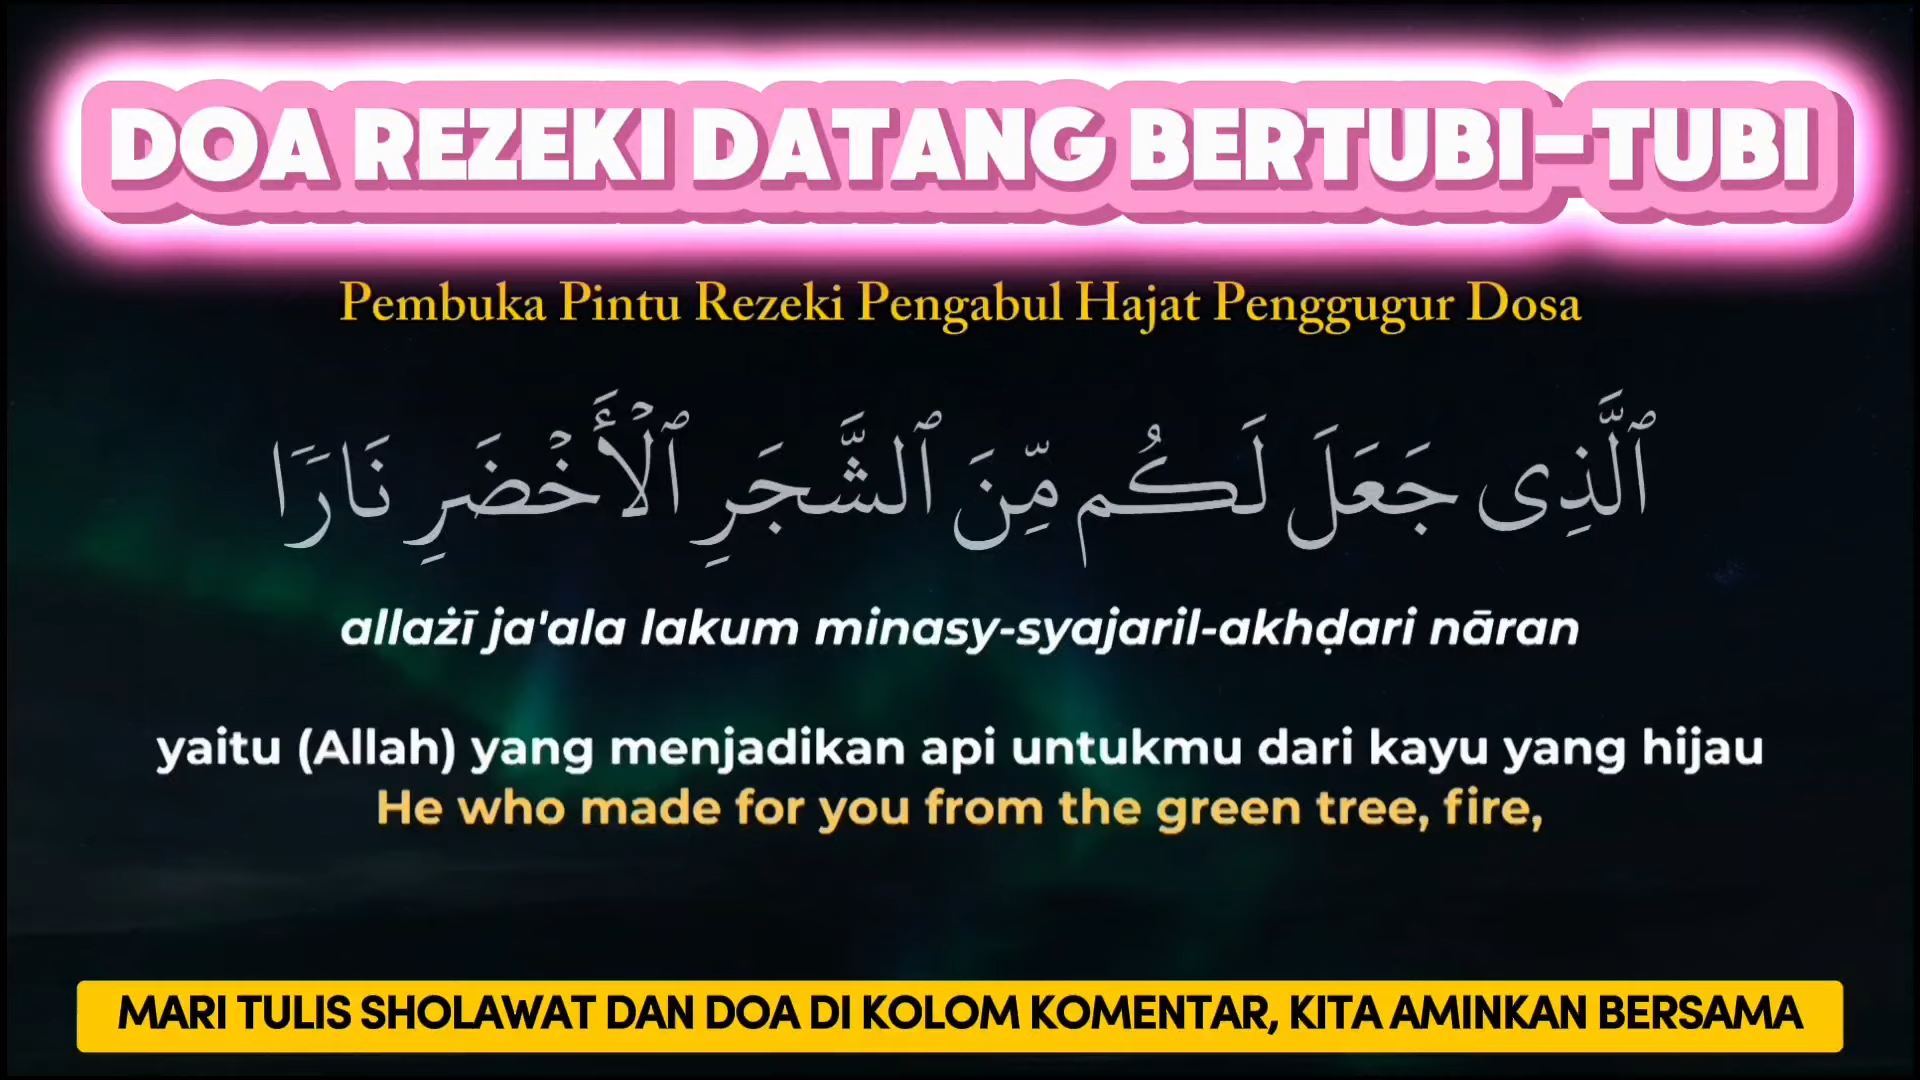 DOA REZEKI DATANG BERTUBI-TUBI
Pembuka Pintu Rezeki Pengabul Hajat Penggugur Dosa
ٱلَّذِى جَعَلَ لَكُم مِّنَ ٱلشَّجَرِ ٱلْأَخْضَرِ نَارًا
allażī ja'ala lakum minasy-syajaril-akhḍari nāran
yaitu (Allah) yang menjadikan api untukmu dari kayu yang hijau
He who made for you from the green tree, fire,
MARI TULIS SHOLAWAT DAN DOA DI KOLOM KOMENTAR, KITA AMINKAN BERSAMA